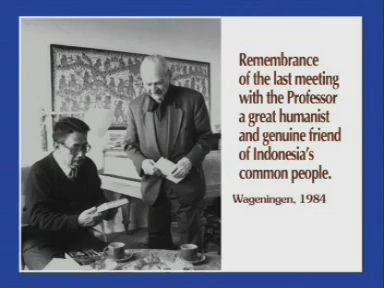 Remembrance
of the last meeting
with the Professor
a great humanist
and genuine friend
of Indonesia's
common people.
Wageningen, 1984